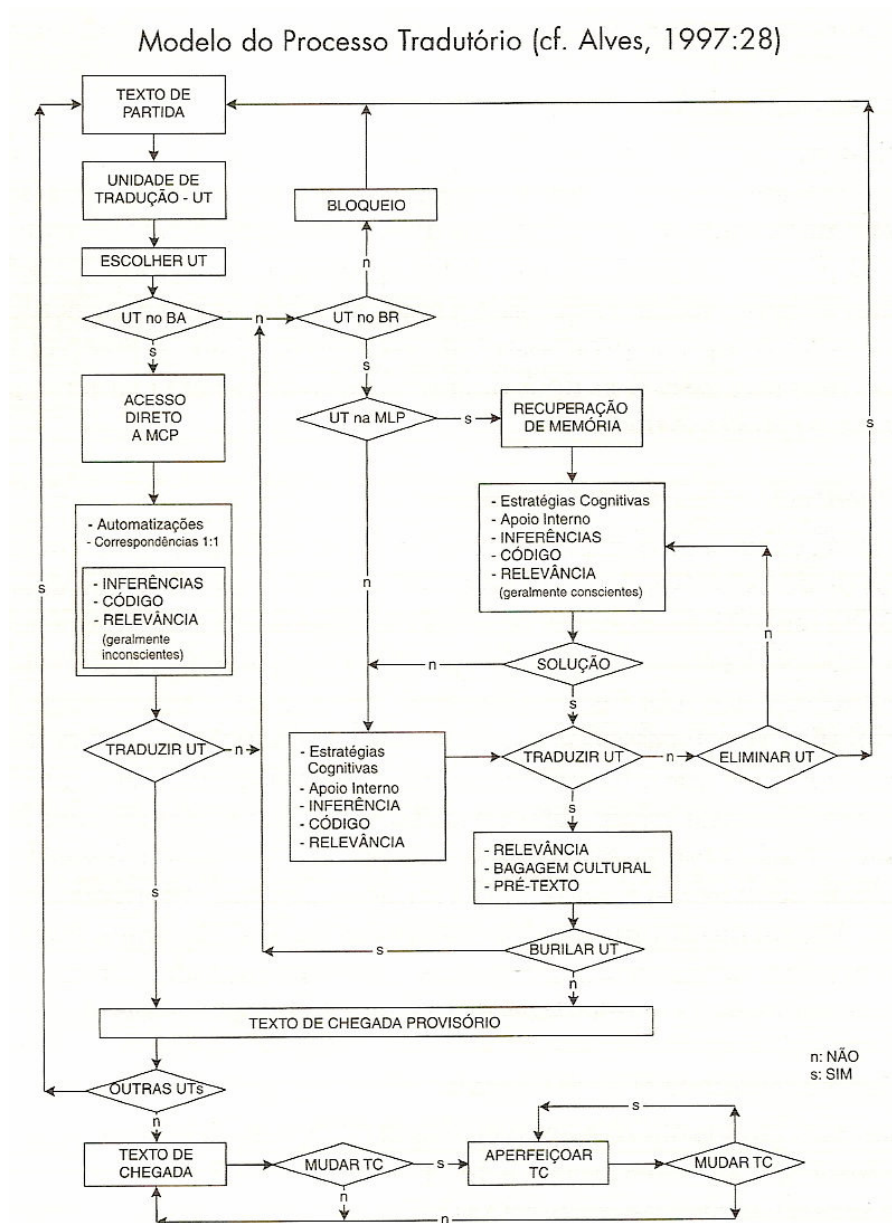 Modelo do Processo Tradutório (cf. Alves, 1997:28)
TEXTO DE
PARTIDA
UNIDADE DE
TRADUÇÃO - UT
BLOQUEIO
ESCOLHER UT
n
UT no BA
n
UT no BR
s
s
ACESSO
DIRETO
A MCP
UT na MLP
s
RECUPERAÇÃO
DE MEMÓRIA
s
- Automatizações
- Correspondências 1:1
- INFERÊNCIAS
- CÓDIGO
- RELEVÂNCIA
(geralmente
inconscientes)
- Estratégias Cognitivas
- Apoio Interno
- INFERÊNCIAS
- CÓDIGO
- RELEVÂNCIA
(geralmente conscientes)
s
n
n
n
SOLUÇÃO
s
TRADUZIR UT
n
- Estratégias
Cognitivas
- Apoio Interno
- INFERÊNCIA
- CÓDIGO
- RELEVÂNCIA
TRADUZIR UT
n
ELIMINAR UT
s
s
s
- RELEVÂNCIA
- BAGAGEM CULTURAL
- PRÉ-TEXTO
s
BURILAR UT
n
TEXTO DE CHEGADA PROVISÓRIO
n: NÃO
s: SIM
OUTRAS UTs
n
s
TEXTO DE
CHEGADA
MUDAR TC
s
APERFEIÇOAR
TC
MUDAR TC
n
n